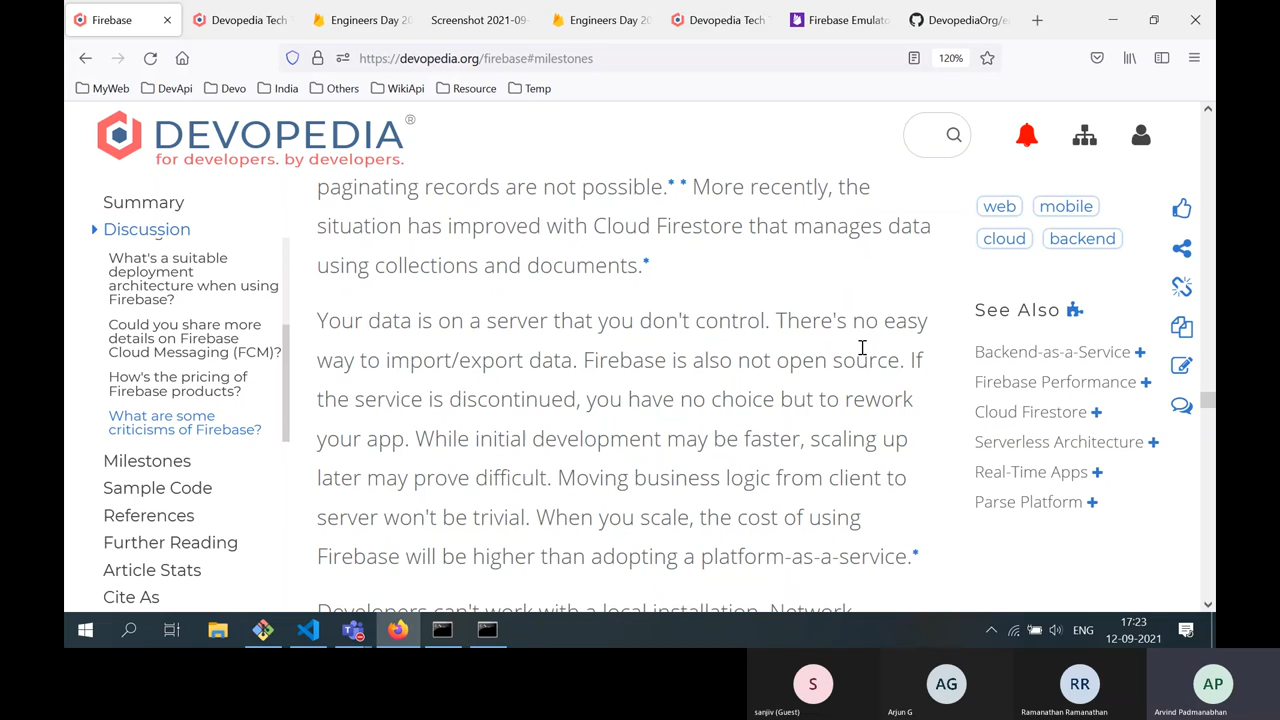 Firebase
Devopedia Tech
Engineers Day 20
Screenshot 2021-09-
Engineers Day 20
Devopedia Tech
Firebase Emulato
DevopediaOrg/e
https://devopedia.org/firebase#milestones
120%
MyWeb
DevApi
Devo
India
Others
WikiApi
Resource
Temp
DEVOPEDIA®
for developers. by developers.
Summary
Discussion
What's a suitable
deployment
architecture when using
Firebase?
Could you share more
details on Firebase
Cloud Messaging (FCM)?
How's the pricing of
Firebase products?
What are some
criticisms of Firebase?
Milestones
Sample Code
References
Further Reading
Article Stats
Cite As
paginating records are not possible.* * More recently, the
situation has improved with Cloud Firestore that manages data
using collections and documents.*
Your data is on a server that you don't control. There's no easy
way to import/export data. Firebase is also not open source. If
the service is discontinued, you have no choice but to rework
your app. While initial development may be faster, scaling up
later may prove difficult. Moving business logic from client to
server won't be trivial. When you scale, the cost of using
Firebase will be higher than adopting a platform-as-a-service.*
Developers can't work with a local installation. Network
web
mobile
cloud
backend
See Also
Backend-as-a-Service +
Firebase Performance +
Cloud Firestore +
Serverless Architecture +
Real-Time Apps +
Parse Platform +
ENG
17:23
12-09-2021
S
sanjiv (Guest)
AG
Arjun G
RR
Ramanathan Ramanathan
AP
Arvind Padmanabhan